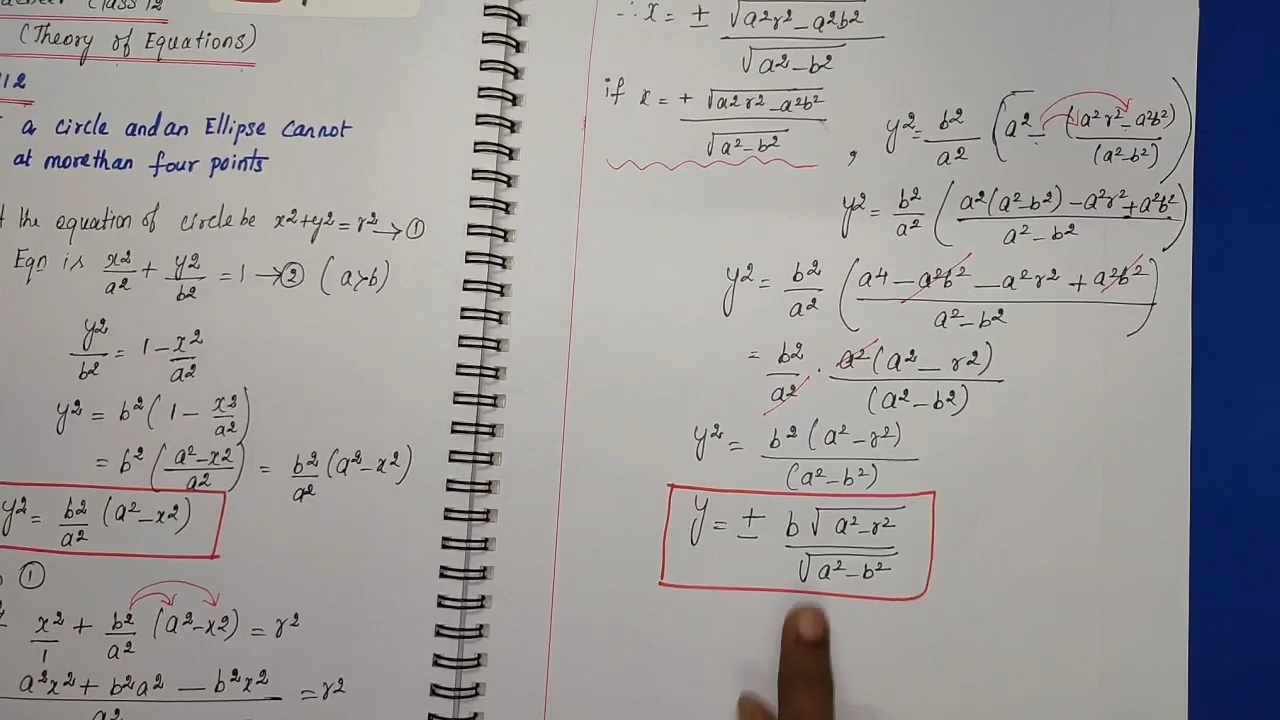 Class 12
(Theory of Equations)
112
a circle and an Ellipse cannot
at more than four points
the equation of circle be x²+y²=r² → ①
Eqn is x²/a² + y²/b² = 1 → ② (a>b)
y²/b² = 1 - x²/a²
y² = b² (1 - x²/a²)
= b² ((a²-x²)/a²) = b²/a² (a²-x²)
y² = b²/a² (a²-x²)
①
x²/1 + b²/a² (a²-x²) = r²
a²x² + b²a² - b²x² = r²
∴ x = ± √(a²r²-a²b²)/√(a²-b²)
if x = + √(a²r²-a²b²)/√(a²-b²) , y² = b²/a² (a² - (a²r²-a²b²)/(a²-b²))
y² = b²/a² ((a²(a²-b²) - a²r² + a²b²)/(a²-b²))
y² = b²/a² ((a4 - a²b² - a²r² + a²b²)/(a²-b²))
= b²/a² · a²(a²-r²)/(a²-b²)
y² = b²(a²-r²)/(a²-b²)
y = ± b√(a²-r²)/√(a²-b²)